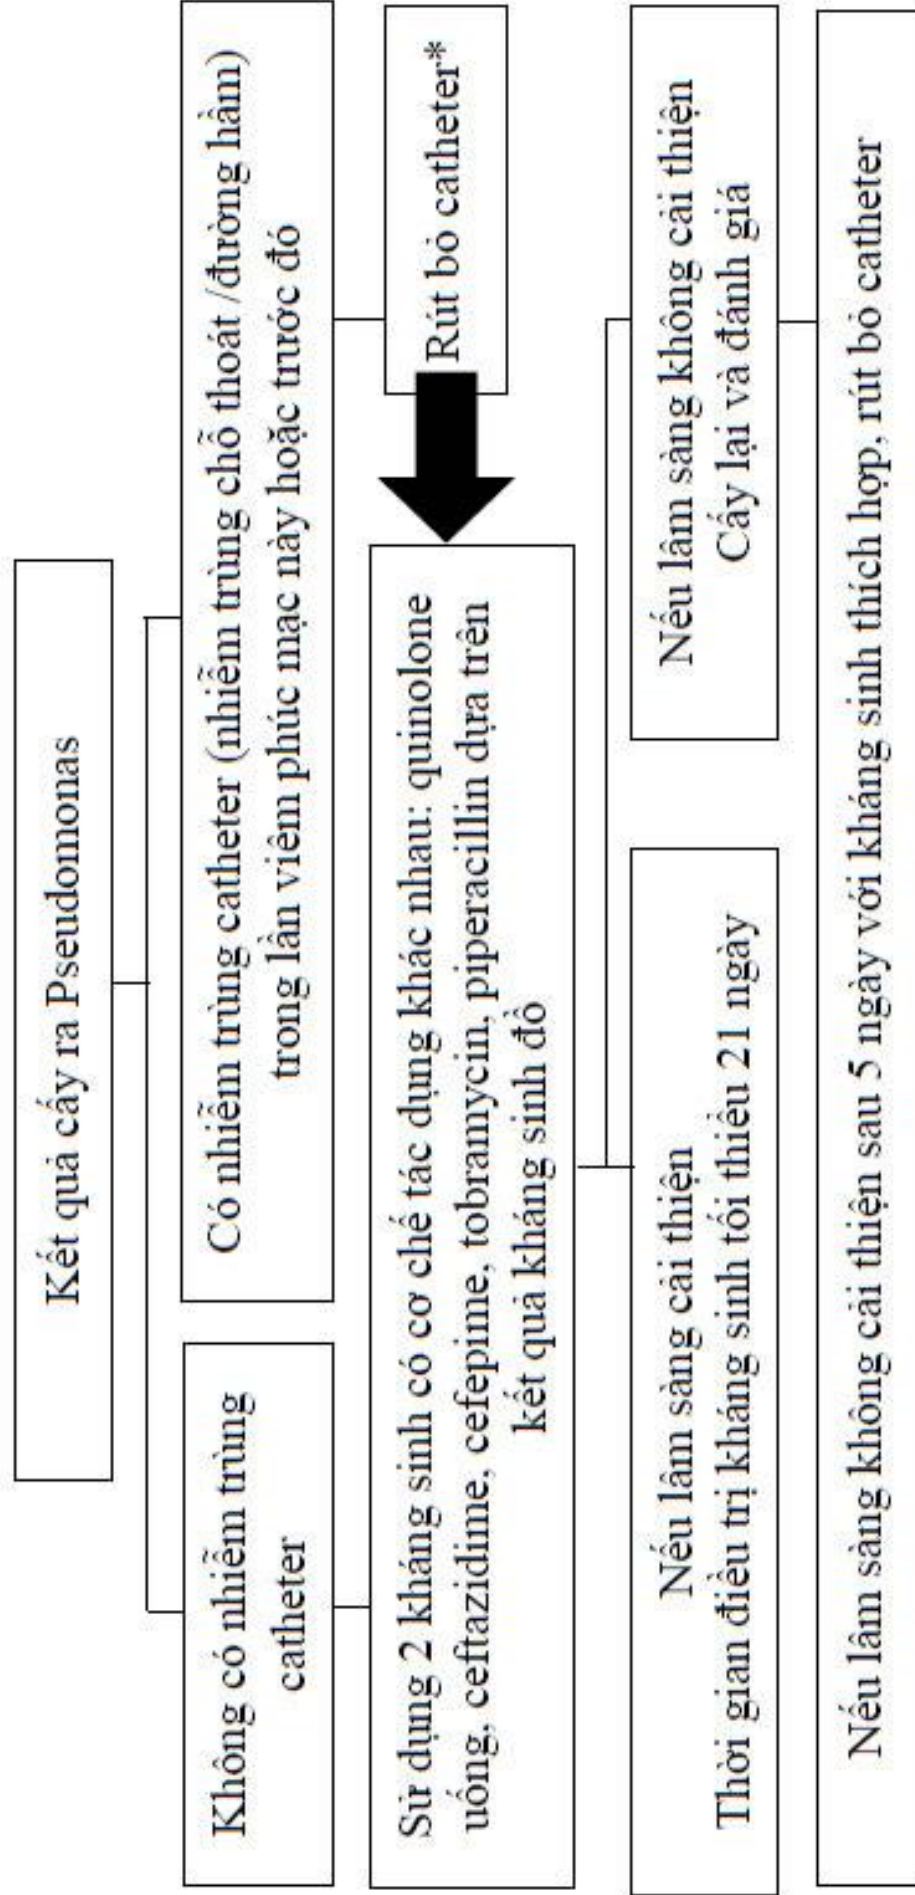 Kết quả cấy ra Pseudomonas
Không có nhiễm trùng
catheter
Có nhiễm trùng catheter (nhiễm trùng chỗ thoát /đường hầm)
trong lần viêm phúc mạc này hoặc trước đó
Rút bỏ catheter*
Sử dụng 2 kháng sinh có cơ chế tác dụng khác nhau: quinolone
uống, ceftazidime, cefepime, tobramycin, piperacillin dựa trên
kết quả kháng sinh đồ
Nếu lâm sàng cải thiện
Thời gian điều trị kháng sinh tối thiểu 21 ngày
Nếu lâm sàng không cải thiện
Cấy lại và đánh giá
Nếu lâm sàng không cải thiện sau 5 ngày với kháng sinh thích hợp, rút bỏ catheter